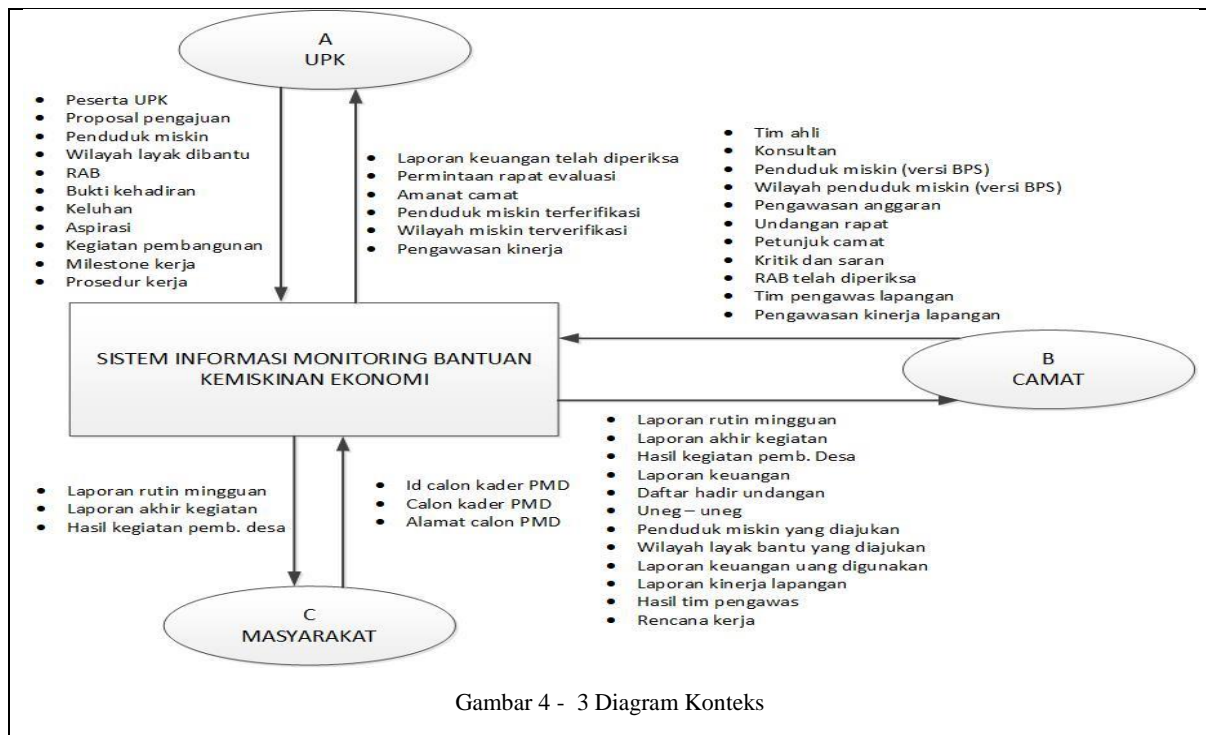 A
UPK
• Peserta UPK
• Proposal pengajuan
• Penduduk miskin
• Wilayah layak dibantu
• RAB
• Bukti kehadiran
• Keluhan
• Aspirasi
• Kegiatan pembangunan
• Milestone kerja
• Prosedur kerja
• Laporan keuangan telah diperiksa
• Permintaan rapat evaluasi
• Amanat camat
• Penduduk miskin terferifikasi
• Wilayah miskin terverifikasi
• Pengawasan kinerja
• Tim ahli
• Konsultan
• Penduduk miskin (versi BPS)
• Wilayah penduduk miskin (versi BPS)
• Pengawasan anggaran
• Undangan rapat
• Petunjuk camat
• Kritik dan saran
• RAB telah diperiksa
• Tim pengawas lapangan
• Pengawasan kinerja lapangan
SISTEM INFORMASI MONITORING BANTUAN
KEMISKINAN EKONOMI
B
CAMAT
• Laporan rutin mingguan
• Laporan akhir kegiatan
• Hasil kegiatan pemb. desa
• Id calon kader PMD
• Calon kader PMD
• Alamat calon PMD
• Laporan rutin mingguan
• Laporan akhir kegiatan
• Hasil kegiatan pemb. Desa
• Laporan keuangan
• Daftar hadir undangan
• Uneg – uneg
• Penduduk miskin yang diajukan
• Wilayah layak bantu yang diajukan
• Laporan keuangan uang digunakan
• Laporan kinerja lapangan
• Hasil tim pengawas
• Rencana kerja
C
MASYARAKAT
Gambar 4 - 3 Diagram Konteks